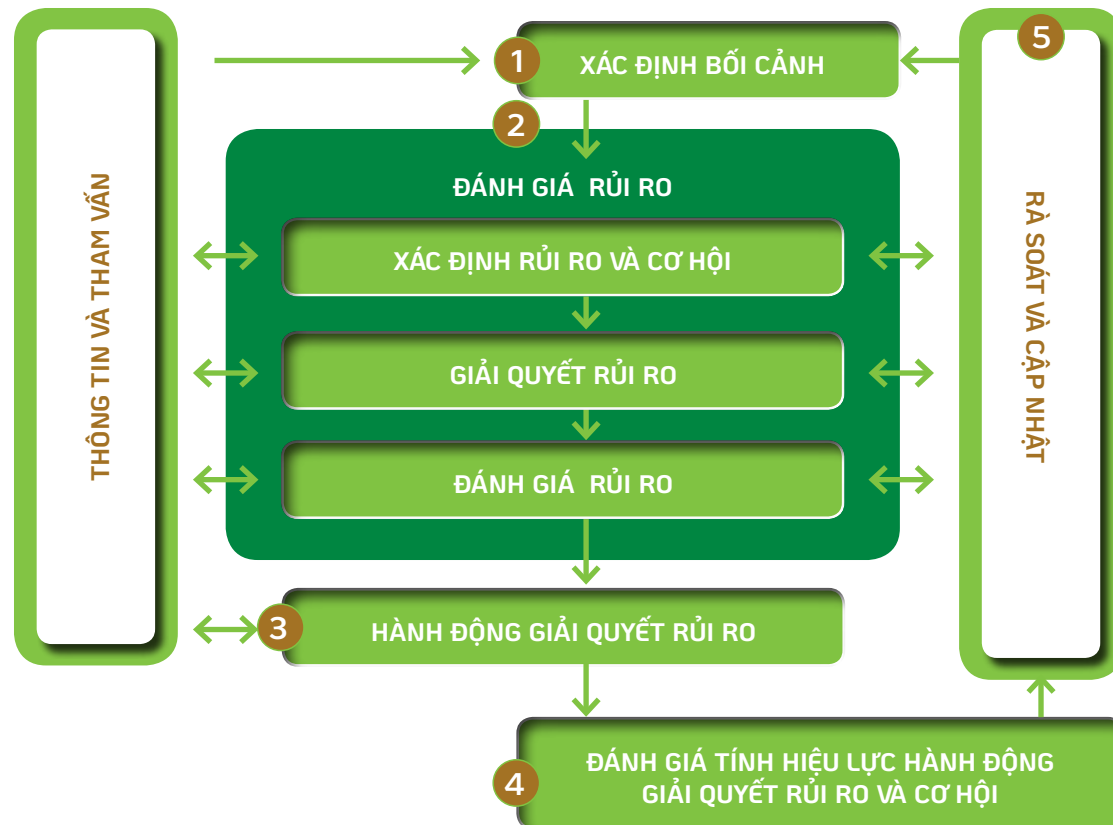 1
XÁC ĐỊNH BỐI CẢNH
5
2
ĐÁNH GIÁ RỦI RO
THÔNG TIN VÀ THAM VẤN
XÁC ĐỊNH RỦI RO VÀ CƠ HỘI
RÀ SOÁT VÀ CẬP NHẬT
GIẢI QUYẾT RỦI RO
ĐÁNH GIÁ RỦI RO
3
HÀNH ĐỘNG GIẢI QUYẾT RỦI RO
4
ĐÁNH GIÁ TÍNH HIỆU LỰC HÀNH ĐỘNG
GIẢI QUYẾT RỦI RO VÀ CƠ HỘI